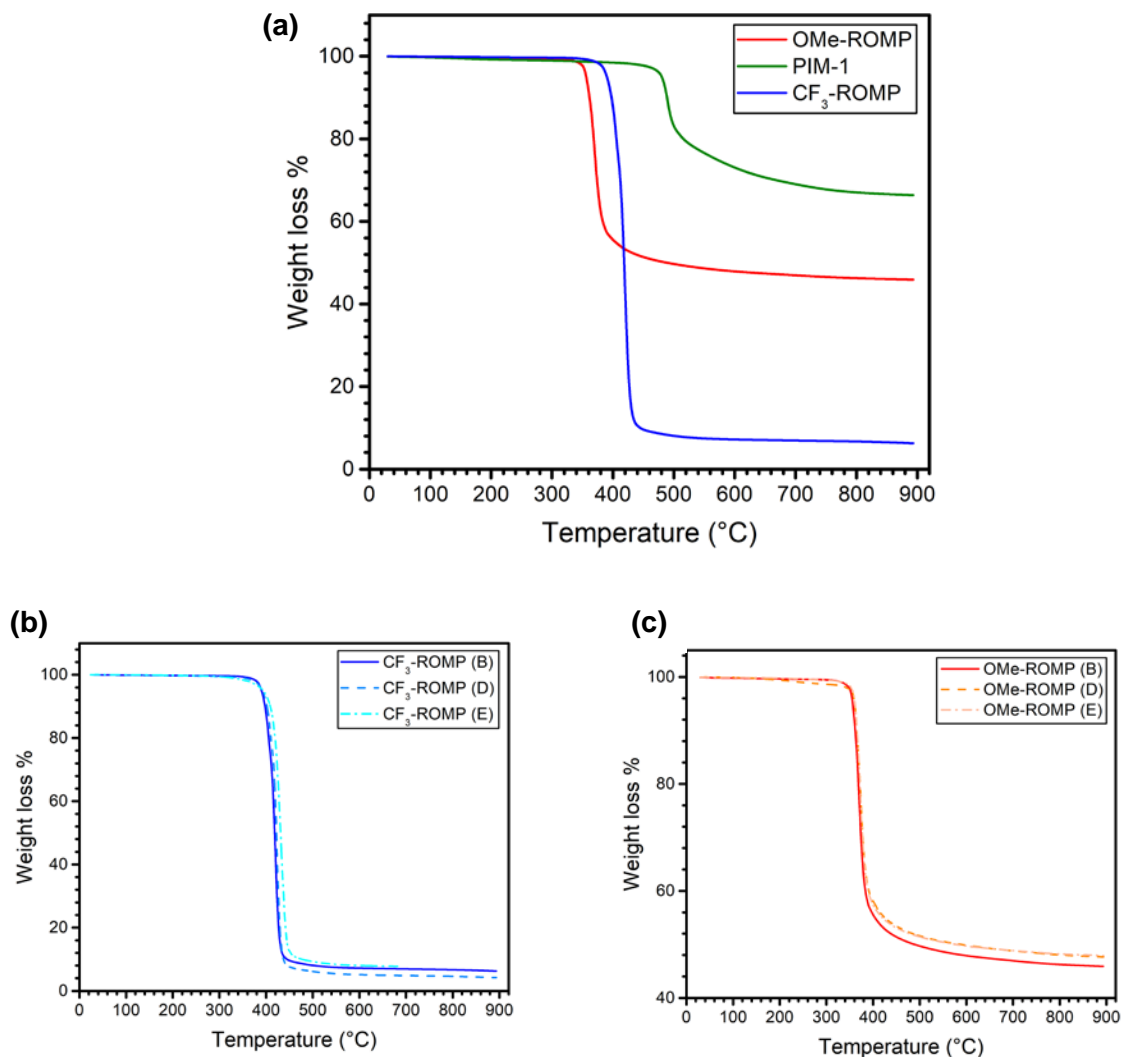 (a)
OMe-ROMP
PIM-1
CF₃-ROMP
Weight loss %
100
80
60
40
20
0
0 100 200 300 400 500 600 700 800 900
Temperature (°C)
(b)
CF₃-ROMP (B)
CF₃-ROMP (D)
CF₃-ROMP (E)
Weight loss %
100
80
60
40
20
0
0 100 200 300 400 500 600 700 800 900
Temperature (°C)
(c)
OMe-ROMP (B)
OMe-ROMP (D)
OMe-ROMP (E)
Weight loss %
100
80
60
40
0 100 200 300 400 500 600 700 800 900
Temperature (°C)